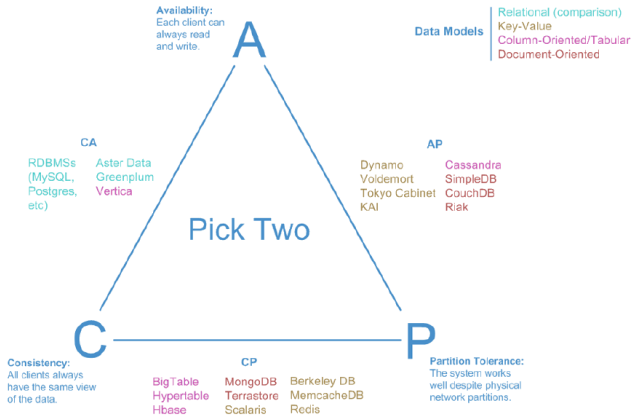 Availability:
Each client can
always read
and write.
A
Data Models
Relational (comparison)
Key-Value
Column-Oriented/Tabular
Document-Oriented
CA
RDBMSs
(MySQL,
Postgres,
etc)
Aster Data
Greenplum
Vertica
AP
Dynamo
Voldemort
Tokyo Cabinet
KAI
Cassandra
SimpleDB
CouchDB
Riak
Pick Two
C
P
Consistency:
All clients always
have the same view
of the data.
CP
BigTable
Hypertable
Hbase
MongoDB
Terrastore
Scalaris
Berkeley DB
MemcacheDB
Redis
Partition Tolerance:
The system works
well despite physical
network partitions.